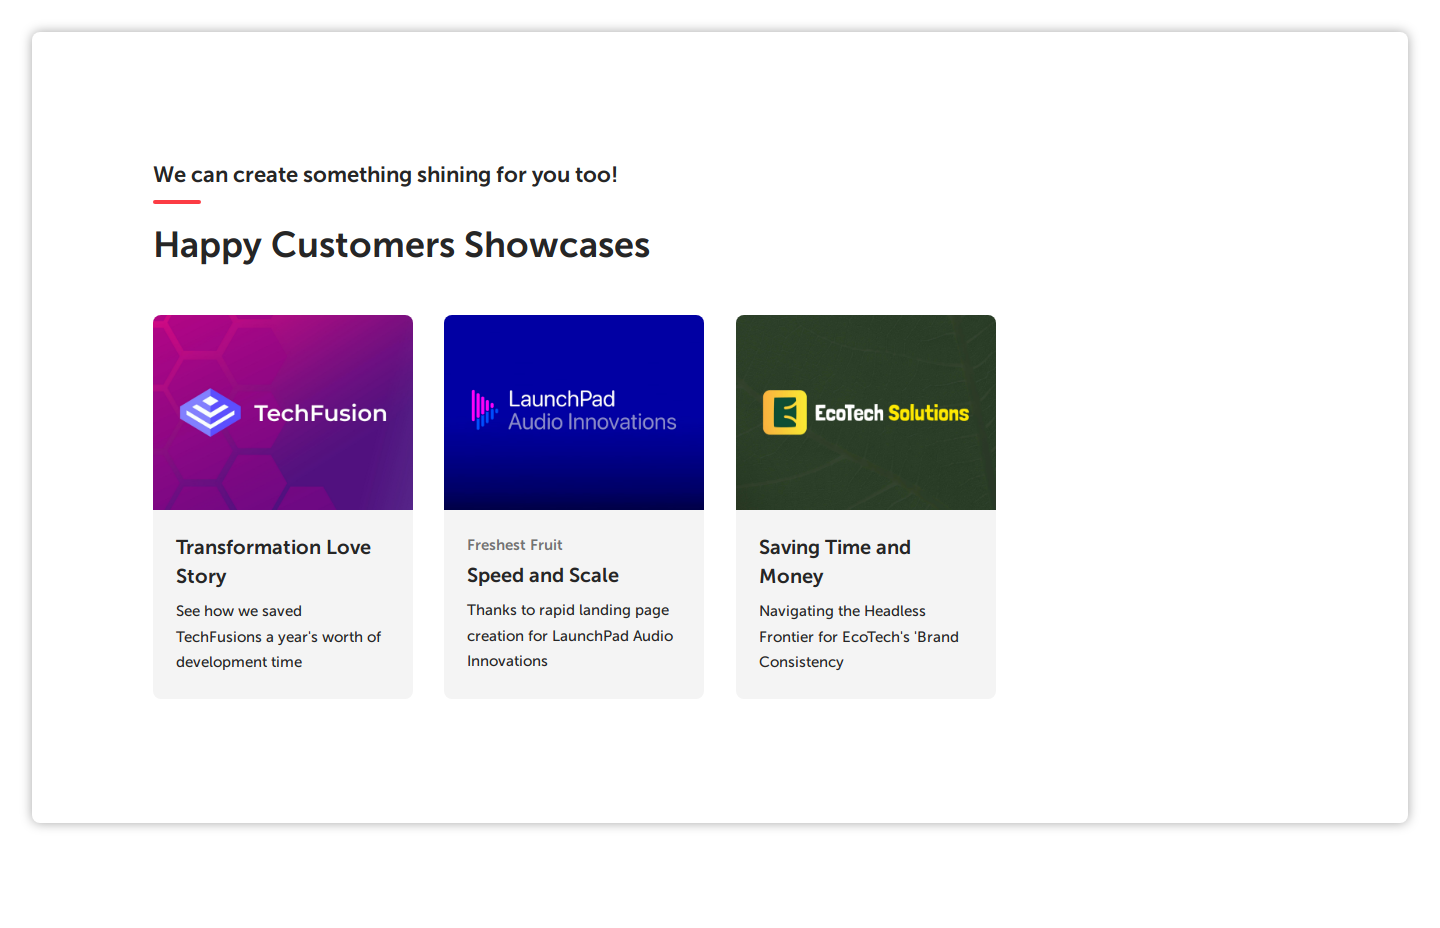 We can create something shining for you too!
Happy Customers Showcases
TechFusion
Transformation Love
Story
See how we saved
TechFusions a year's worth of
development time
LaunchPad
Audio Innovations
Freshest Fruit
Speed and Scale
Thanks to rapid landing page
creation for LaunchPad Audio
Innovations
EcoTech Solutions
Saving Time and
Money
Navigating the Headless
Frontier for EcoTech's 'Brand
Consistency